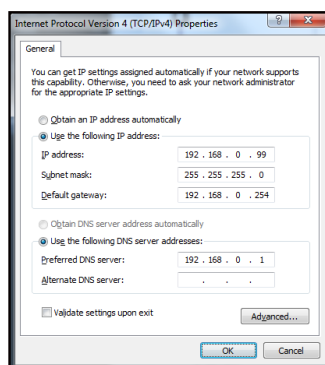 Internet Protocol Version 4 (TCP/IPv4) Properties
General
You can get IP settings assigned automatically if your network supports
this capability. Otherwise, you need to ask your network administrator
for the appropriate IP settings.
Obtain an IP address automatically
Use the following IP address:
IP address: 192 . 168 . 0 . 99
Subnet mask: 255 . 255 . 255 . 0
Default gateway: 192 . 168 . 0 . 254
Obtain DNS server address automatically
Use the following DNS server addresses:
Preferred DNS server: 192 . 168 . 0 . 1
Alternate DNS server: . . .
Validate settings upon exit
Advanced...
OK Cancel